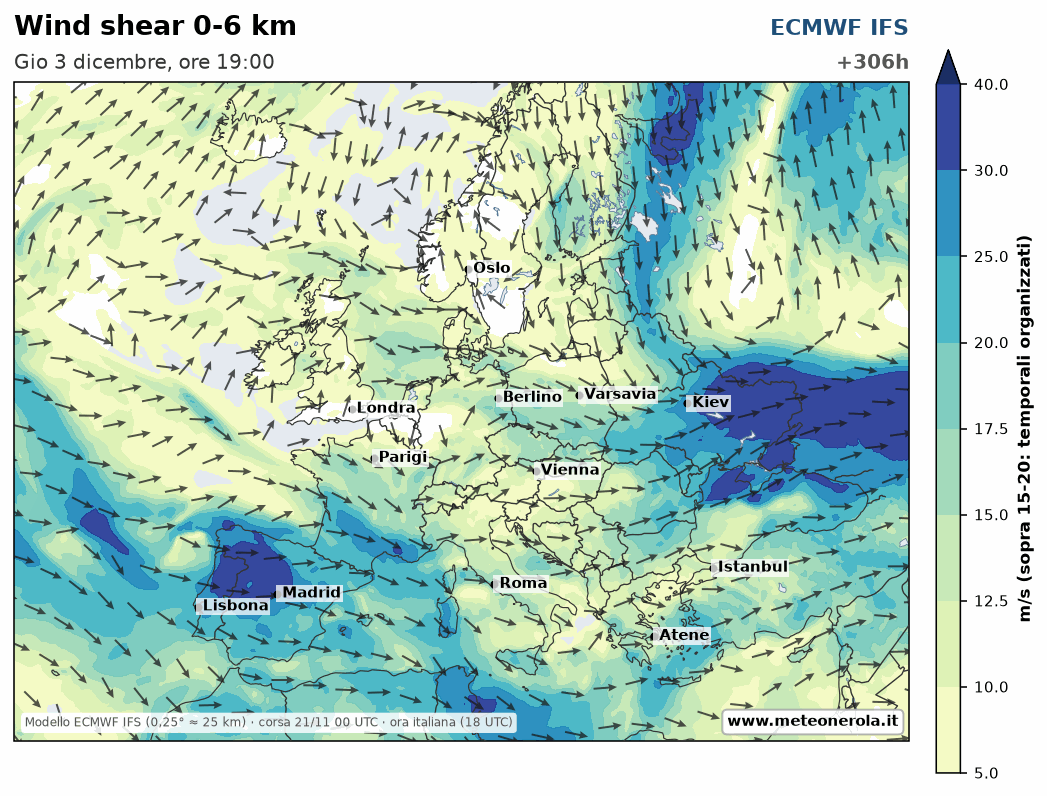 Wind shear 0-6 km
ECMWF IFS
Gio 3 dicembre, ore 19:00
+306h
40.0
30.0
25.0
20.0
17.5
15.0
12.5
10.0
5.0
m/s (sopra 15-20: temporali organizzati)
Oslo
Berlino
Varsavia
Kiev
Londra
Parigi
Vienna
Istanbul
Roma
Madrid
Lisbona
Atene
Modello ECMWF IFS (0,25° ≈ 25 km) · corsa 21/11 00 UTC · ora italiana (18 UTC)
www.meteonerola.it